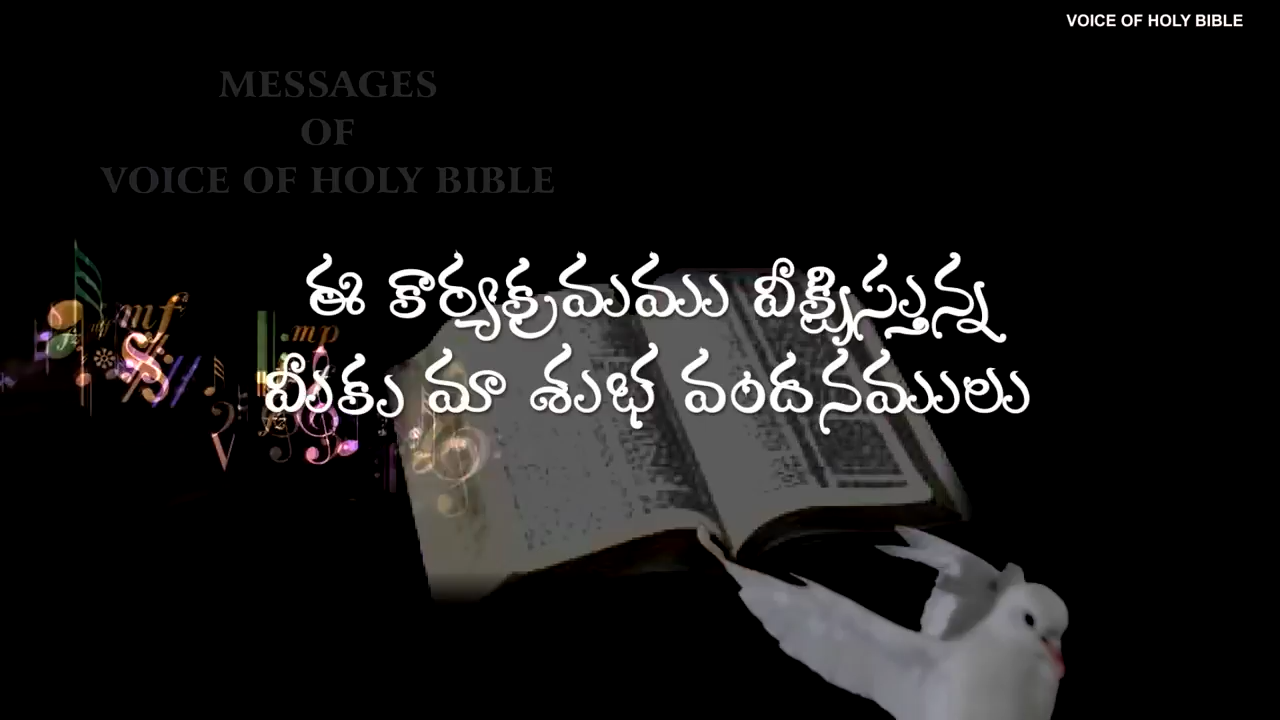 VOICE OF HOLY BIBLE
MESSAGES
OF
VOICE OF HOLY BIBLE
ఈ కార్యక్రమము వీక్షిస్తున్న
మీకు మా శుభ వందనములు